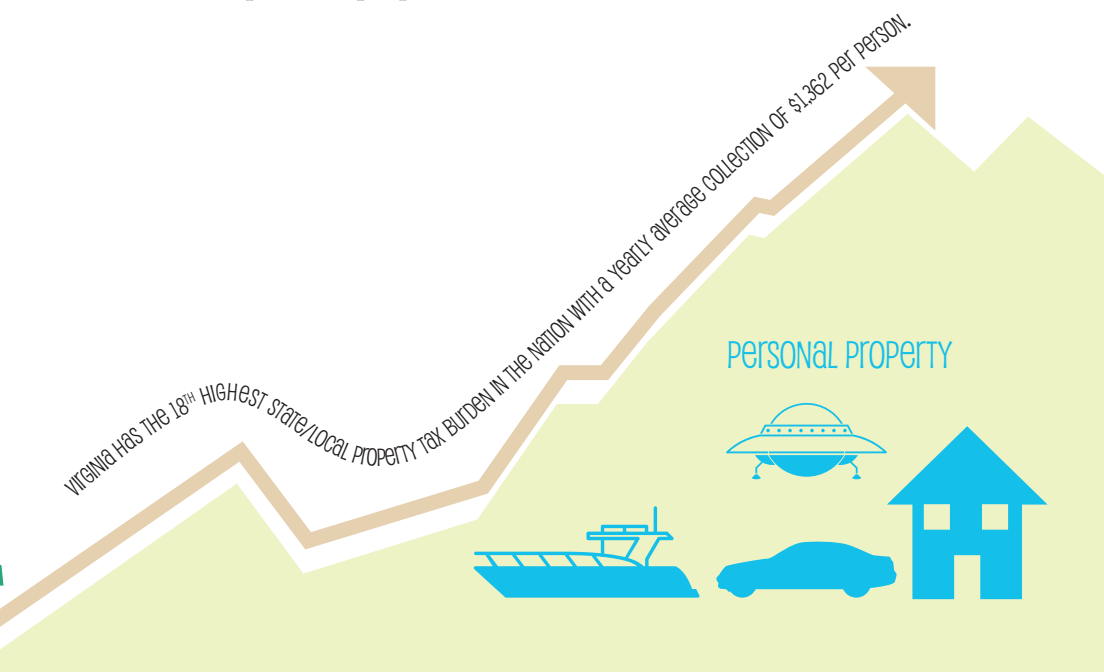 Virginia has the 18th highest state/local property tax burden in the nation with a yearly average collection of $1,362 per person.
Personal Property